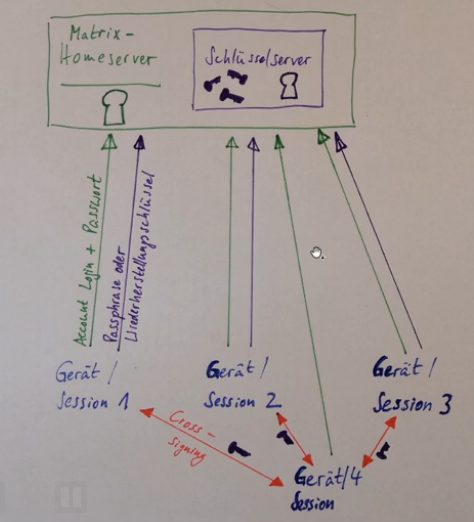 Matrix-
Homeserver
Schlüsselserver
Account Login + Passwort
Passphrase oder
Wiederherstellungsschlüssel
Gerät /
Session 1
Gerät /
Session 2
Gerät /
Session 3
Cross-
signing
Gerät/4
Session